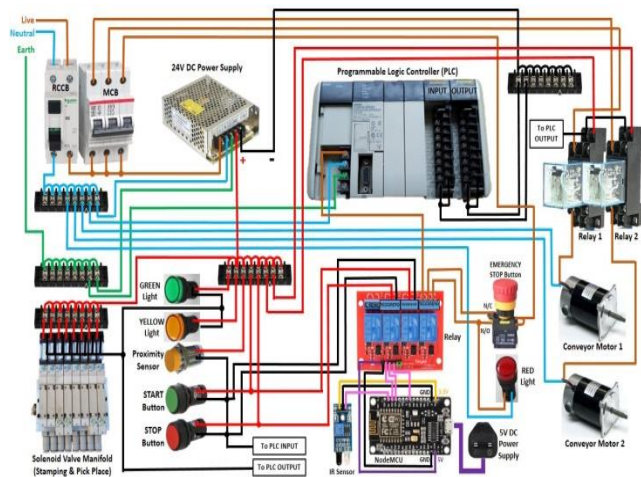 Live
Neutral
Earth
RCCB
MCB
24V DC Power Supply
+
-
Programmable Logic Controller (PLC)
INPUT
OUTPUT
To PLC
OUTPUT
Relay 1
Relay 2
GREEN
Light
YELLOW
Light
Proximity
Sensor
START
Button
STOP
Button
To PLC INPUT
To PLC OUTPUT
Solenoid Valve Manifold
(Stamping & Pick Place)
Relay
EMERGENCY
STOP Button
N/C
N/O
RED
Light
Conveyor Motor 1
Conveyor Motor 2
GND
3.3V
IR Sensor
NodeMCU
GND
5V
5V DC
Power
Supply